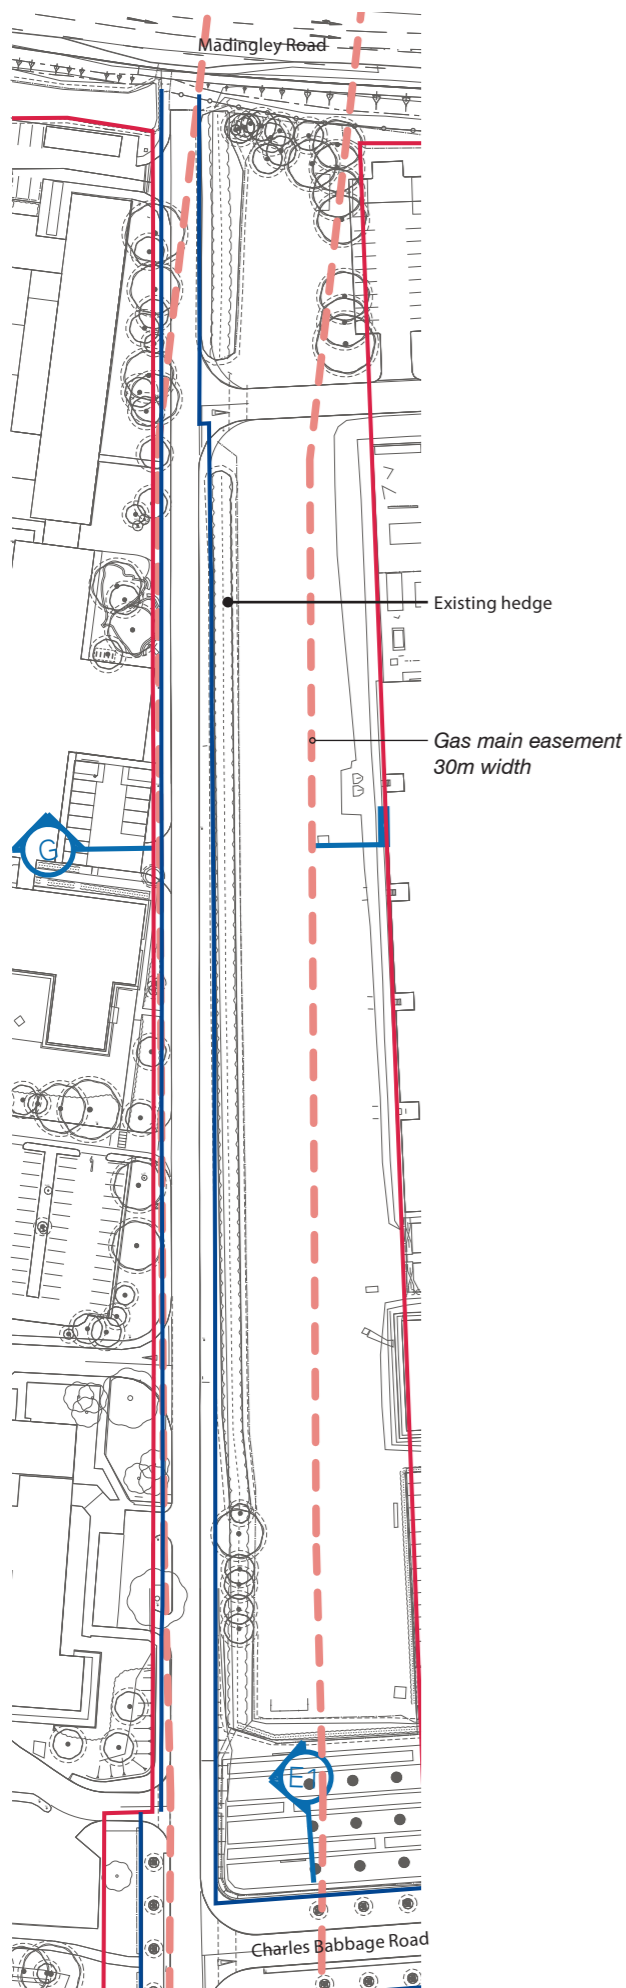 Madingley Road
Existing hedge
Gas main easement
30m width
G
E1
Charles Babbage Road